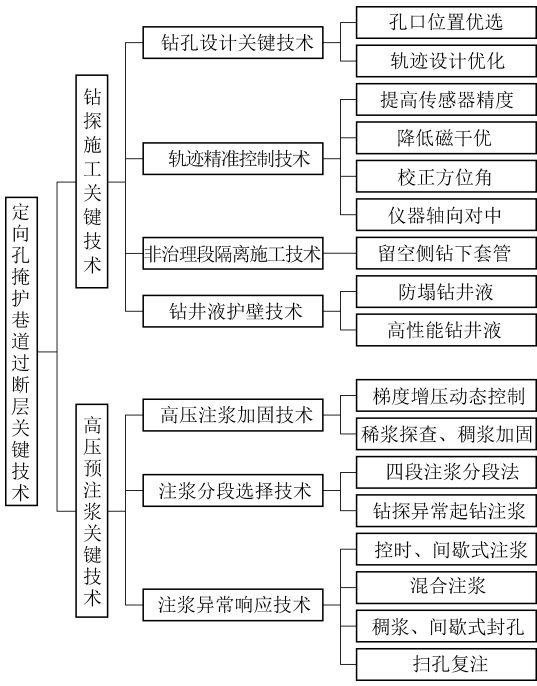 定向孔掩护巷道过断层关键技术
钻探施工关键技术
钻孔设计关键技术
孔口位置优选
轨迹设计优化
轨迹精准控制技术
提高传感器精度
降低磁干优
校正方位角
仪器轴向对中
非治理段隔离施工技术
留空侧钻下套管
钻井液护壁技术
防塌钻井液
高性能钻井液
高压预注浆关键技术
高压注浆加固技术
梯度增压动态控制
稀浆探查、稠浆加固
注浆分段选择技术
四段注浆分段法
钻探异常起钻注浆
注浆异常响应技术
控时、间歇式注浆
混合注浆
稠浆、间歇式封孔
扫孔复注